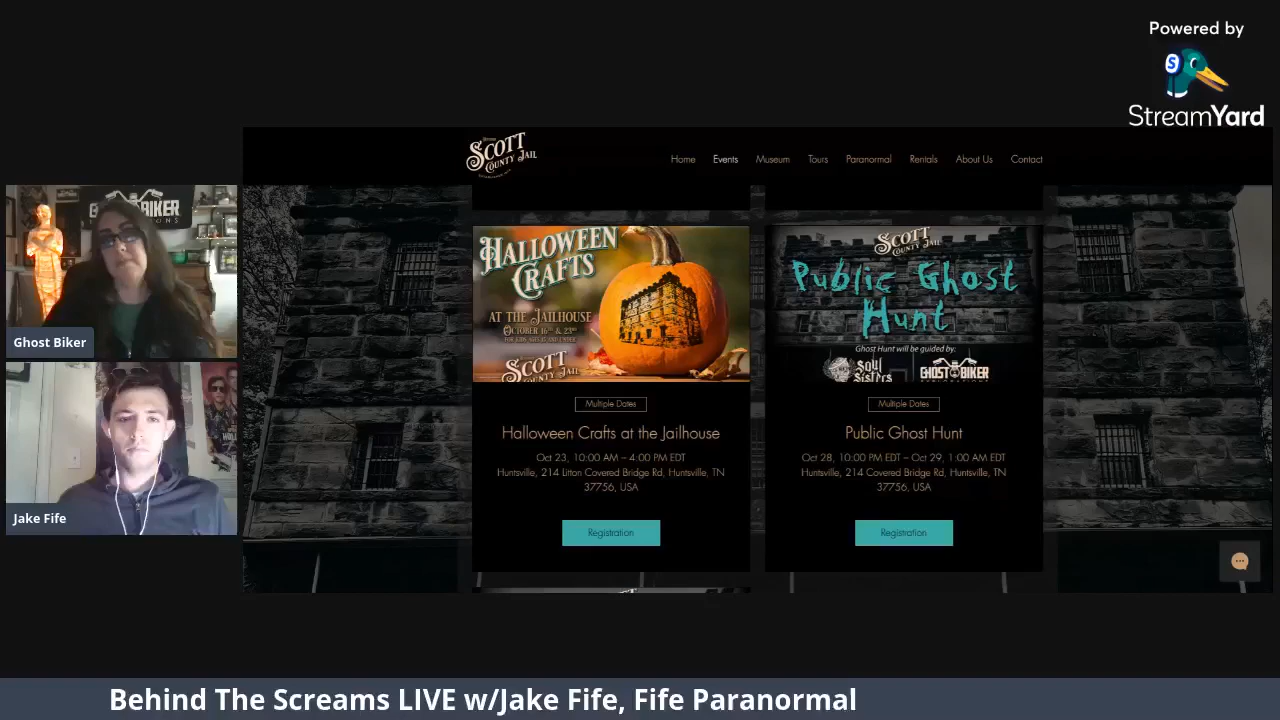 Powered by
StreamYard
SCOTT
COUNTY JAIL
Home Events Museum Tours Paranormal Rentals About Us Contact
Ghost Biker
Jake Fife
HALLOWEEN
CRAFTS
AT THE JAILHOUSE
OCTOBER 16TH & 23RD
SCOTT
COUNTY JAIL
Multiple Dates
Halloween Crafts at the Jailhouse
Oct 23, 10:00 AM – 4:00 PM EDT
Huntsville, 214 Litton Covered Bridge Rd, Huntsville, TN
37756, USA
Registration
SCOTT
COUNTY JAIL
Public Ghost
Hunt
Ghost Hunt will be guided by:
Soul
Sisters
GHOST BIKER
EXPLORATIONS
Multiple Dates
Public Ghost Hunt
Oct 28, 10:00 PM EDT – Oct 29, 1:00 AM EDT
Huntsville, 214 Covered Bridge Rd, Huntsville, TN
37756, USA
Registration
Behind The Screams LIVE w/Jake Fife, Fife Paranormal